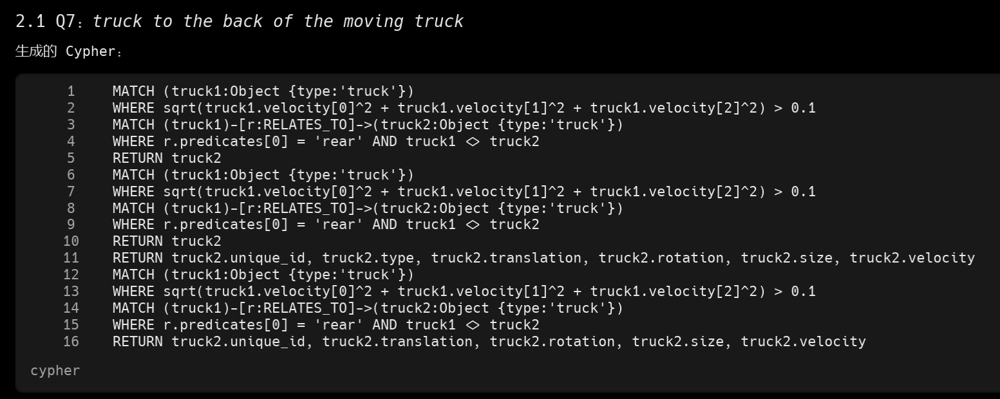 2.1 Q7: truck to the back of the moving truck
生成的 Cypher:
1 MATCH (truck1:Object {type:'truck'})
2 WHERE sqrt(truck1.velocity[0]^2 + truck1.velocity[1]^2 + truck1.velocity[2]^2) > 0.1
3 MATCH (truck1)-[r:RELATES_TO]->(truck2:Object {type:'truck'})
4 WHERE r.predicates[0] = 'rear' AND truck1 <> truck2
5 RETURN truck2
6 MATCH (truck1:Object {type:'truck'})
7 WHERE sqrt(truck1.velocity[0]^2 + truck1.velocity[1]^2 + truck1.velocity[2]^2) > 0.1
8 MATCH (truck1)-[r:RELATES_TO]->(truck2:Object {type:'truck'})
9 WHERE r.predicates[0] = 'rear' AND truck1 <> truck2
10 RETURN truck2
11 RETURN truck2.unique_id, truck2.type, truck2.translation, truck2.rotation, truck2.size, truck2.velocity
12 MATCH (truck1:Object {type:'truck'})
13 WHERE sqrt(truck1.velocity[0]^2 + truck1.velocity[1]^2 + truck1.velocity[2]^2) > 0.1
14 MATCH (truck1)-[r:RELATES_TO]->(truck2:Object {type:'truck'})
15 WHERE r.predicates[0] = 'rear' AND truck1 <> truck2
16 RETURN truck2.unique_id, truck2.translation, truck2.rotation, truck2.size, truck2.velocity
cypher